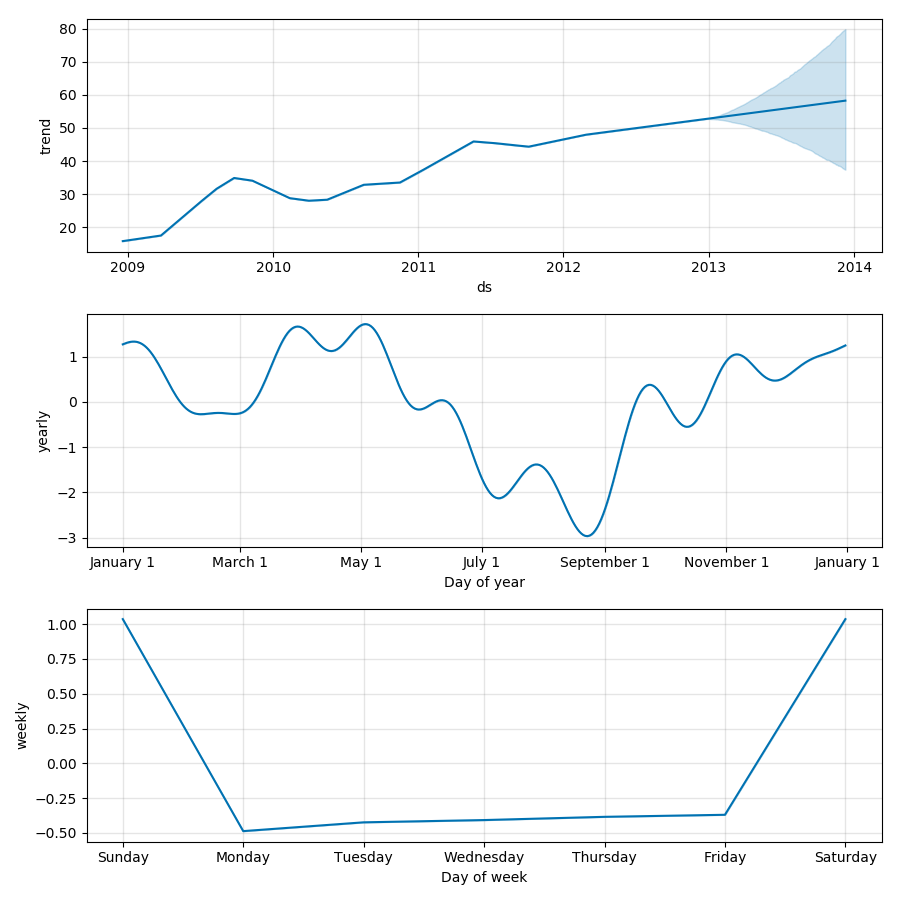 80
70
60
50
40
30
20
trend
2009 2010 2011 2012 2013 2014
ds
1
0
−1
−2
−3
yearly
January 1 March 1 May 1 July 1 September 1 November 1 January 1
Day of year
1.00
0.75
0.50
0.25
0.00
−0.25
−0.50
weekly
Sunday Monday Tuesday Wednesday Thursday Friday Saturday
Day of week